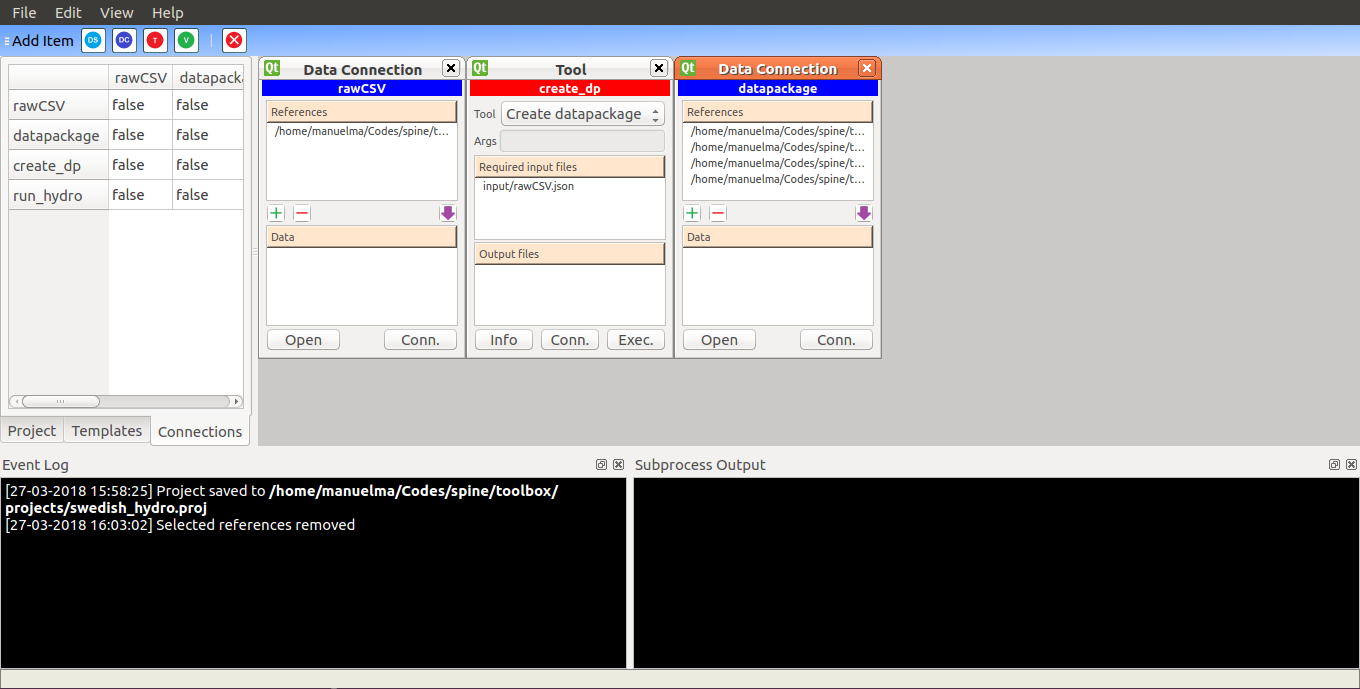 File Edit View Help
Add Item DS DC T V
rawCSV datapacka
rawCSV false false
datapackage false false
create_dp false false
run_hydro false false
Project Templates Connections
Qt Data Connection
rawCSV
References
/home/manuelma/Codes/spine/t...
Data
Open Conn.
Qt Tool
create_dp
Tool Create datapackage
Args
Required input files
input/rawCSV.json
Output files
Info Conn. Exec.
Qt Data Connection
datapackage
References
/home/manuelma/Codes/spine/t...
/home/manuelma/Codes/spine/t...
/home/manuelma/Codes/spine/t...
/home/manuelma/Codes/spine/t...
Data
Open Conn.
Event Log
[27-03-2018 15:58:25] Project saved to /home/manuelma/Codes/spine/toolbox/
projects/swedish_hydro.proj
[27-03-2018 16:03:02] Selected references removed
Subprocess Output